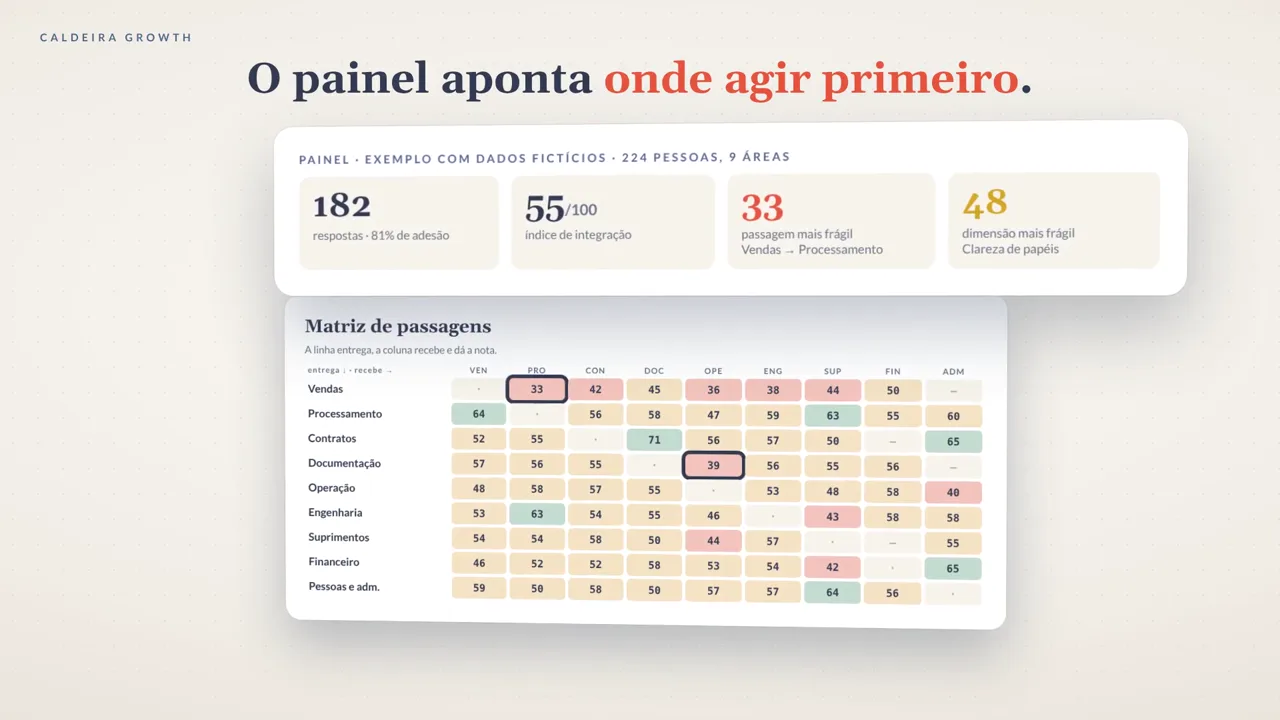 CALDEIRA GROWTH
O painel aponta onde agir primeiro.
PAINEL · EXEMPLO COM DADOS FICTÍCIOS · 224 PESSOAS, 9 ÁREAS
182
respostas · 81% de adesão
55/100
índice de integração
33
passagem mais frágil
Vendas → Processamento
48
dimensão mais frágil
Clareza de papéis
Matriz de passagens
A linha entrega, a coluna recebe e dá a nota.
entrega ↓ · recebe → VEN PRO CON DOC OPE ENG SUP FIN ADM
Vendas · 33 42 45 36 38 44 50 —
Processamento 64 · 56 58 47 59 63 55 60
Contratos 52 55 · 71 56 57 50 — 65
Documentação 57 56 55 · 39 56 55 56 —
Operação 48 58 57 55 · 53 48 58 40
Engenharia 53 63 54 55 46 · 43 58 58
Suprimentos 54 54 58 50 44 57 · — 55
Financeiro 46 52 52 58 53 54 42 · 65
Pessoas e adm. 59 50 58 50 57 57 64 56 ·